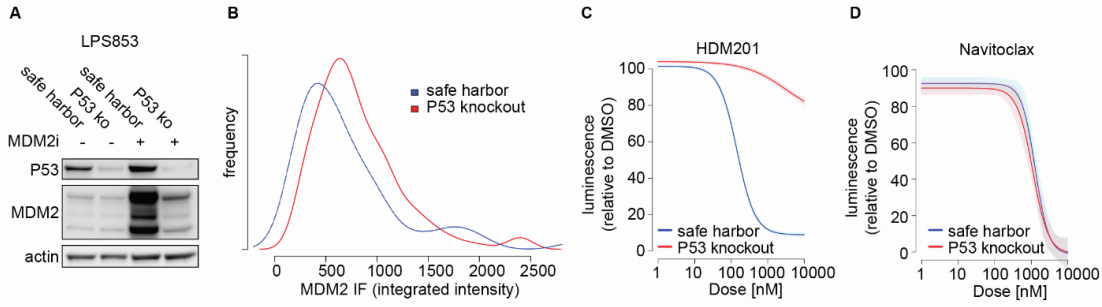 A
LPS853
safe harbor
P53 ko
safe harbor
P53 ko
MDM2i - - + +
P53
MDM2
actin
B
frequency
safe harbor
P53 knockout
0 500 1000 1500 2000 2500
MDM2 IF (integrated intensity)
C
HDM201
luminescence
(relative to DMSO)
100
80
60
40
20
0
safe harbor
P53 knockout
1 10 100 1000 10000
Dose [nM]
D
Navitoclax
luminescence
(relative to DMSO)
100
80
60
40
20
0
safe harbor
P53 knockout
1 10 100 1000 10000
Dose [nM]